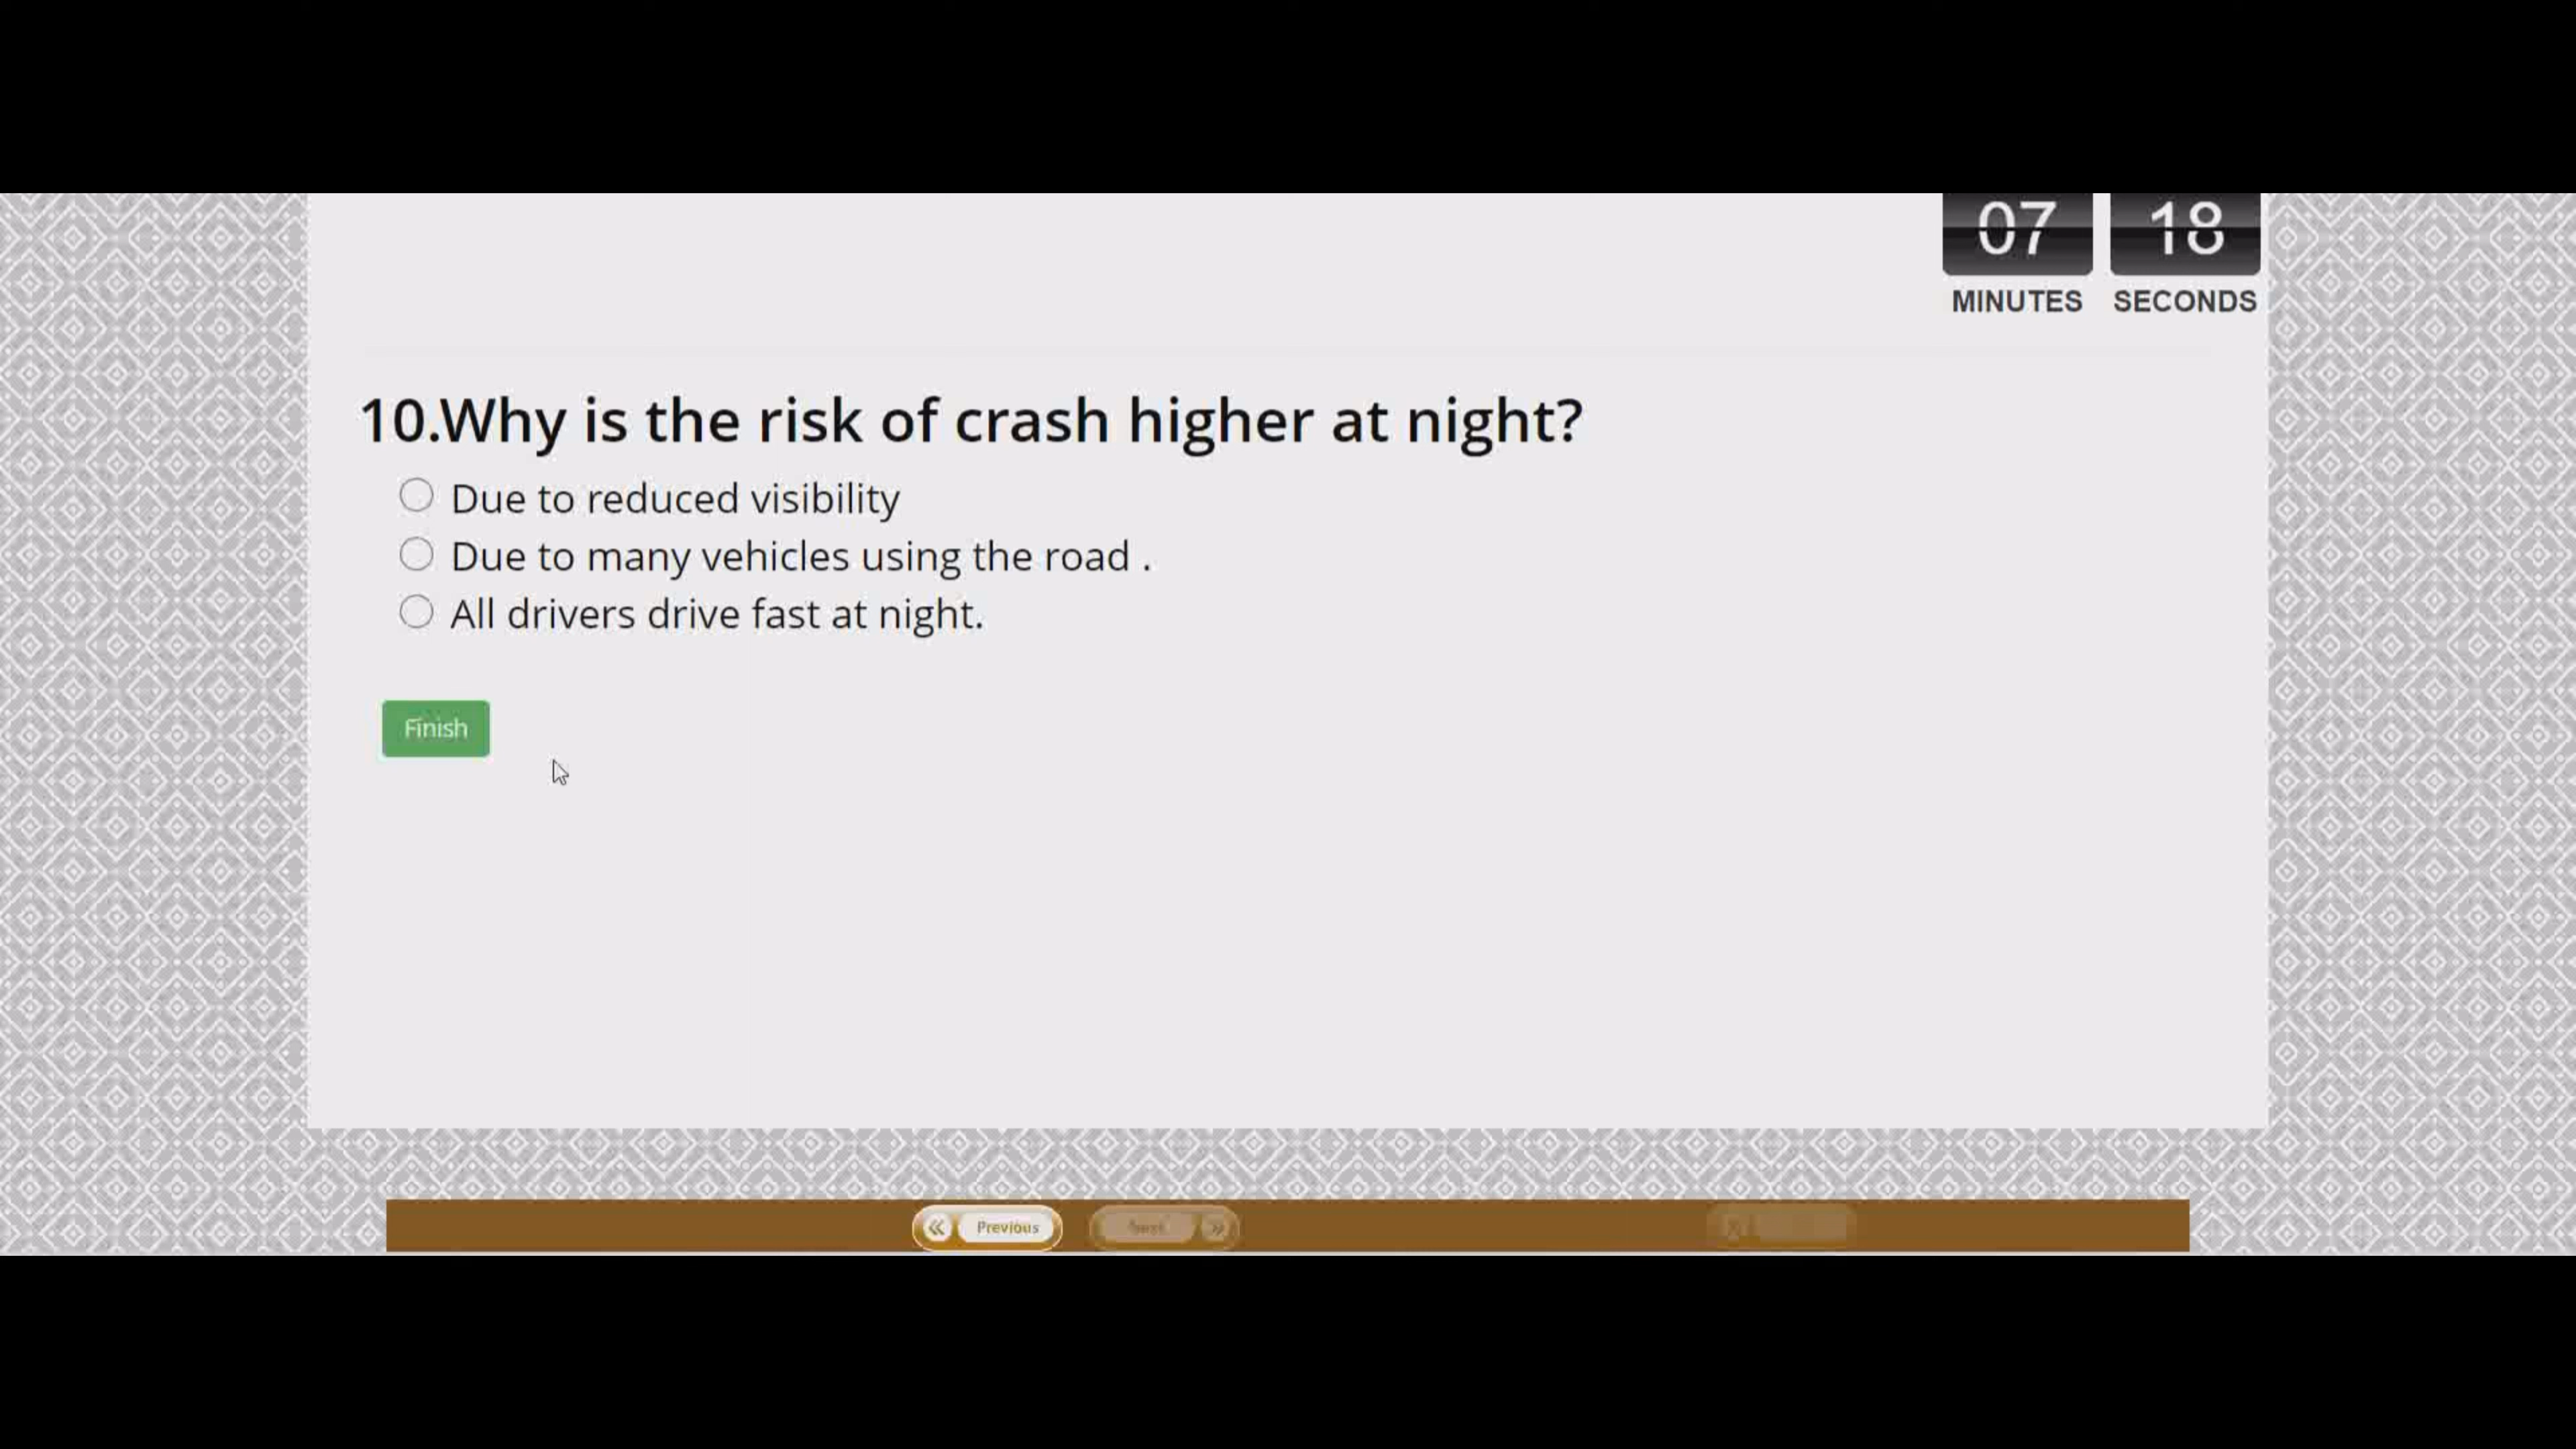 07 18
MINUTES SECONDS
10.Why is the risk of crash higher at night?
Due to reduced visibility
Due to many vehicles using the road .
All drivers drive fast at night.
Finish
Previous Next